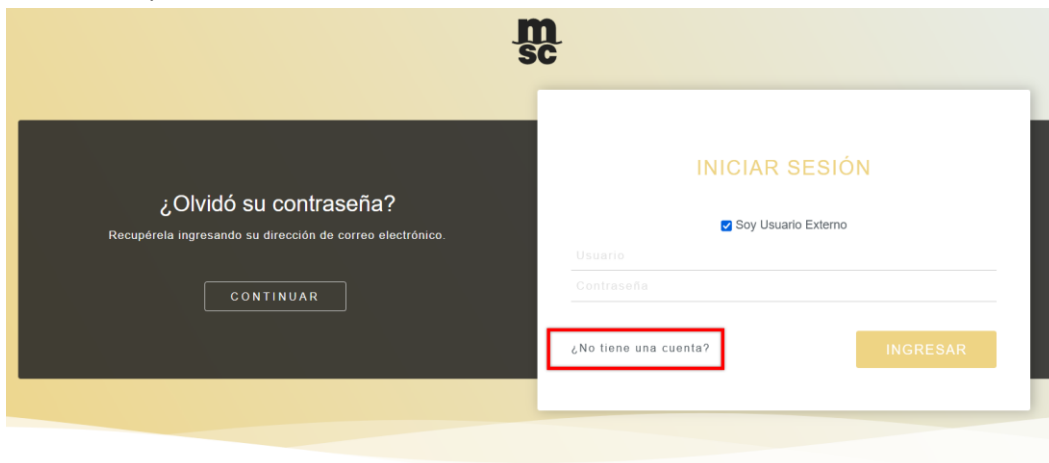 m
sc
¿Olvidó su contraseña?
Recupérela ingresando su dirección de correo electrónico.
CONTINUAR
INICIAR SESIÓN
Soy Usuario Externo
Usuario
Contraseña
¿No tiene una cuenta?
INGRESAR